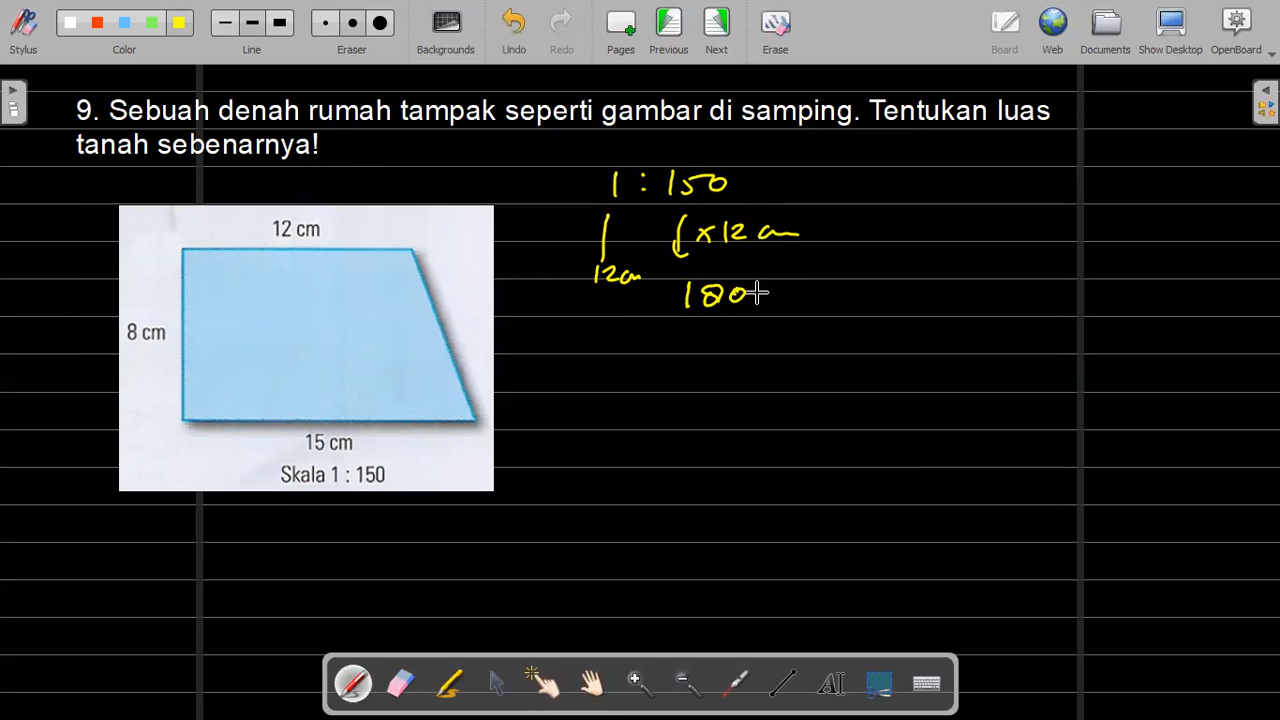 Stylus
Color
Line
Eraser
Backgrounds
Undo
Redo
Pages
Previous
Next
Erase
Board
Web
Documents
Show Desktop
OpenBoard
9. Sebuah denah rumah tampak seperti gambar di samping. Tentukan luas
tanah sebenarnya!
1 : 150
x 12 cm
12 cm
180
12 cm
8 cm
15 cm
Skala 1 : 150
AI